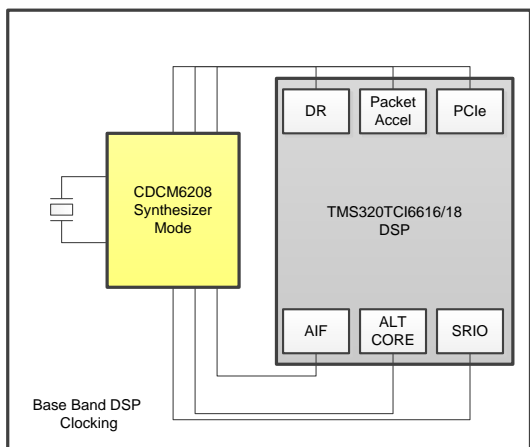 DR
Packet
Accel
PCIe
CDCM6208
Synthesizer
Mode
TMS320TCI6616/18
DSP
AIF
ALT
CORE
SRIO
Base Band DSP
Clocking